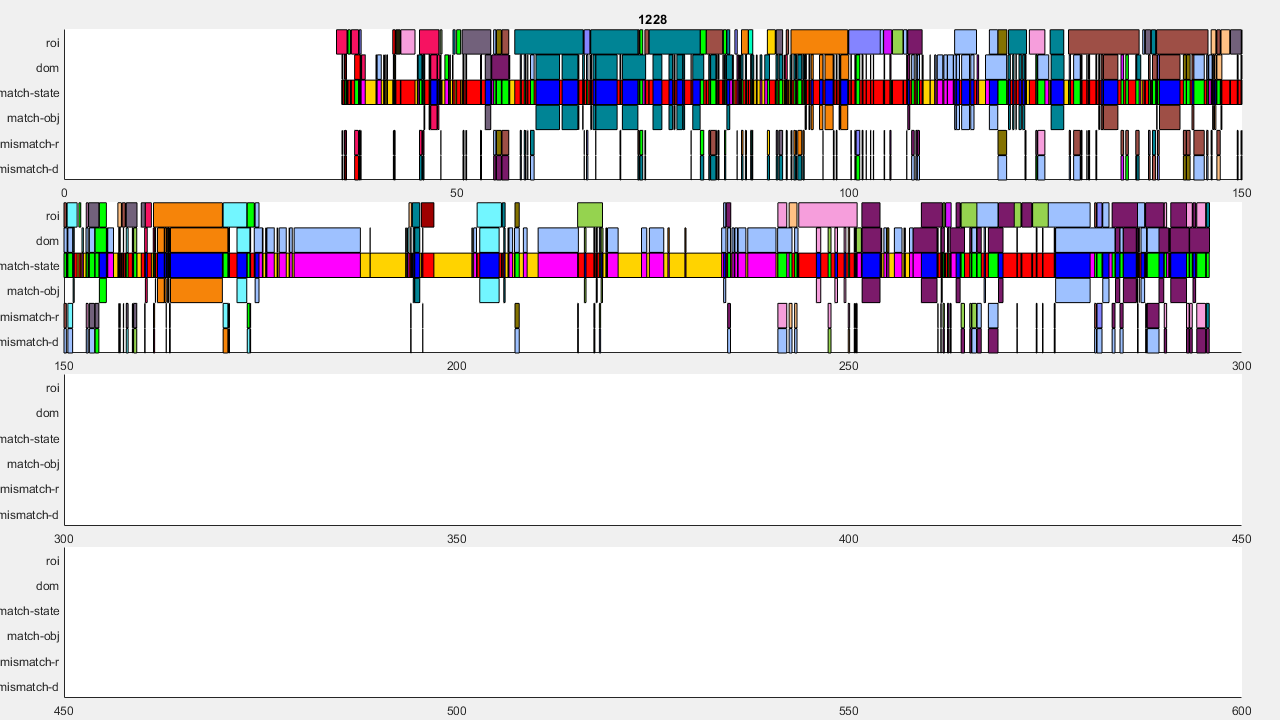 1228
roi
dom
match-state
match-obj
mismatch-r
mismatch-d
0 50 100 150
roi
dom
match-state
match-obj
mismatch-r
mismatch-d
150 200 250 300
roi
dom
match-state
match-obj
mismatch-r
mismatch-d
300 350 400 450
roi
dom
match-state
match-obj
mismatch-r
mismatch-d
450 500 550 600